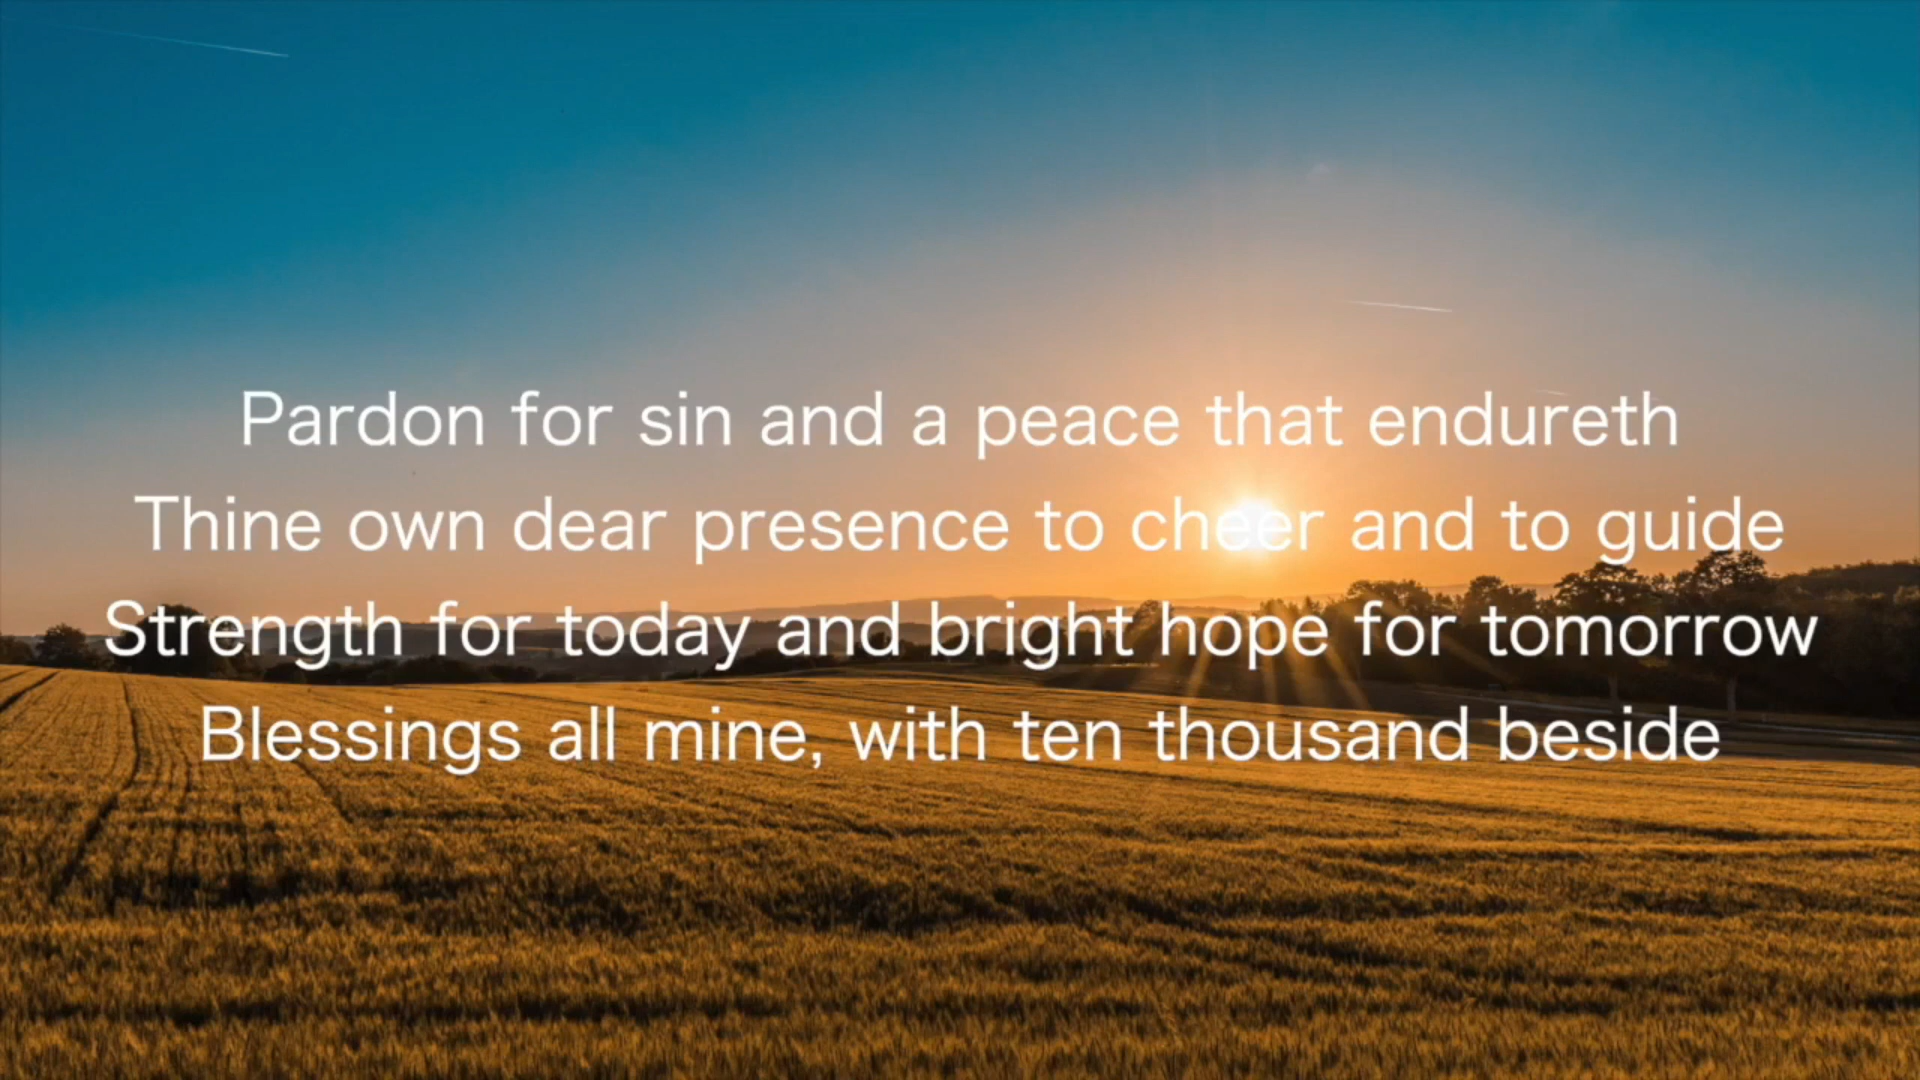 Pardon for sin and a peace that endureth
Thine own dear presence to cheer and to guide
Strength for today and bright hope for tomorrow
Blessings all mine, with ten thousand beside